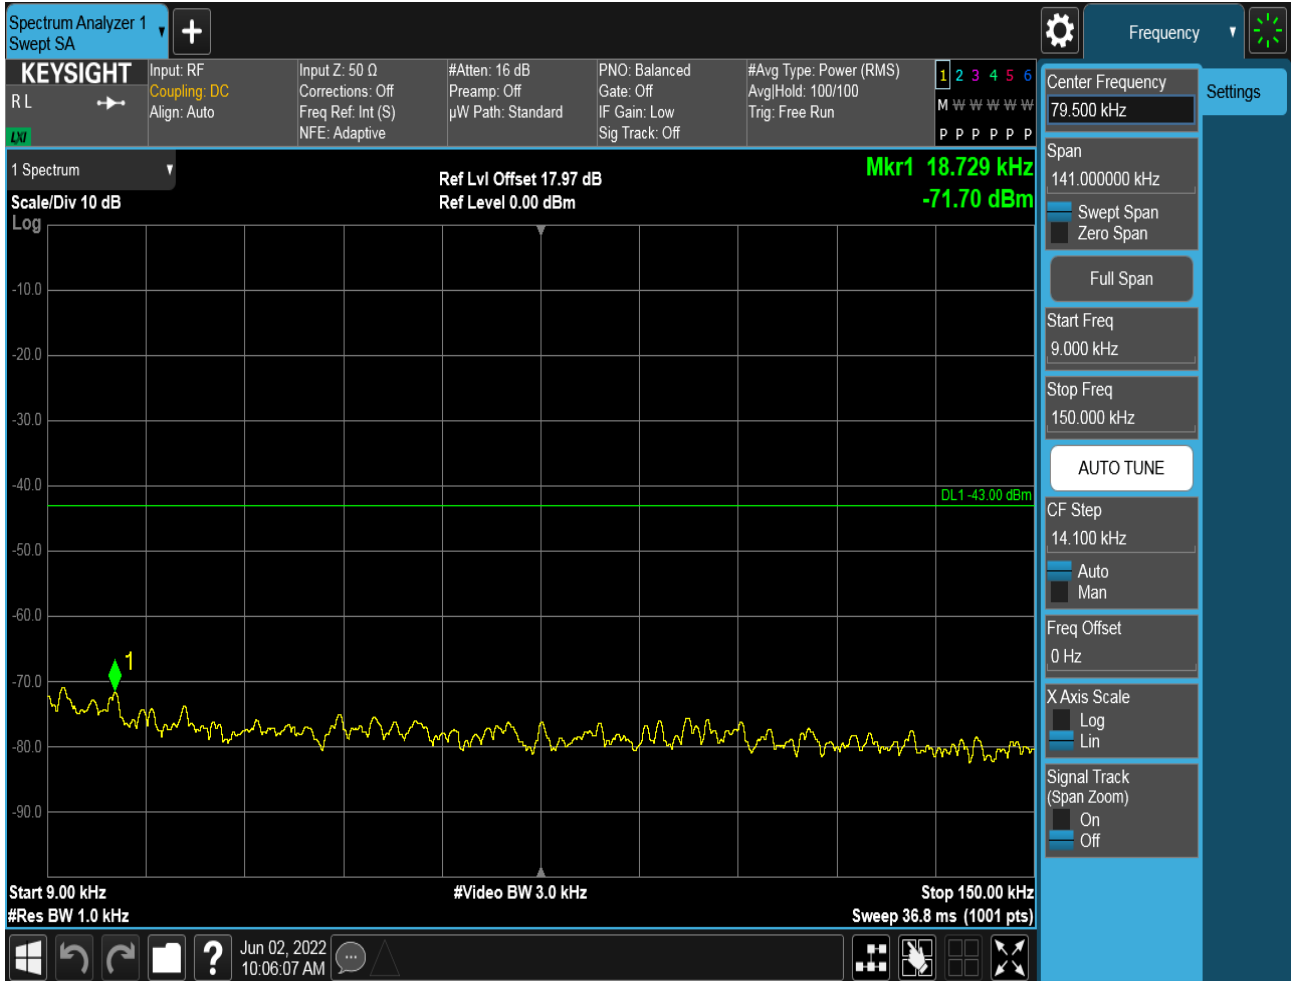 Spectrum Analyzer 1
Swept SA
Frequency
KEYSIGHT
R L
LXI
Input: RF
Coupling: DC
Align: Auto
Input Z: 50 Ω
Corrections: Off
Freq Ref: Int (S)
NFE: Adaptive
#Atten: 16 dB
Preamp: Off
µW Path: Standard
PNO: Balanced
Gate: Off
IF Gain: Low
Sig Track: Off
#Avg Type: Power (RMS)
Avg|Hold: 100/100
Trig: Free Run
1 2 3 4 5 6
M W W W W W
P P P P P P
1 Spectrum
Scale/Div 10 dB
Log
Ref Lvl Offset 17.97 dB
Ref Level 0.00 dBm
Mkr1 18.729 kHz
-71.70 dBm
-10.0
-20.0
-30.0
-40.0
DL1 -43.00 dBm
-50.0
-60.0
1
-70.0
-80.0
-90.0
Start 9.00 kHz
#Res BW 1.0 kHz
#Video BW 3.0 kHz
Stop 150.00 kHz
Sweep 36.8 ms (1001 pts)
Center Frequency
79.500 kHz
Settings
Span
141.000000 kHz
Swept Span
Zero Span
Full Span
Start Freq
9.000 kHz
Stop Freq
150.000 kHz
AUTO TUNE
CF Step
14.100 kHz
Auto
Man
Freq Offset
0 Hz
X Axis Scale
Log
Lin
Signal Track
(Span Zoom)
On
Off
?
Jun 02, 2022
10:06:07 AM